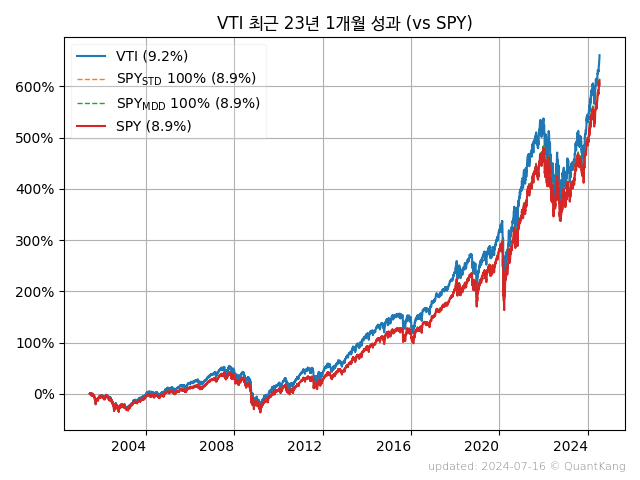 VTI 최근 23년 1개월 성과 (vs SPY)
VTI (9.2%)
SPY_STD 100% (8.9%)
SPY_MDD 100% (8.9%)
SPY (8.9%)
600%
500%
400%
300%
200%
100%
0%
2004 2008 2012 2016 2020 2024
updated: 2024-07-16 © QuantKang